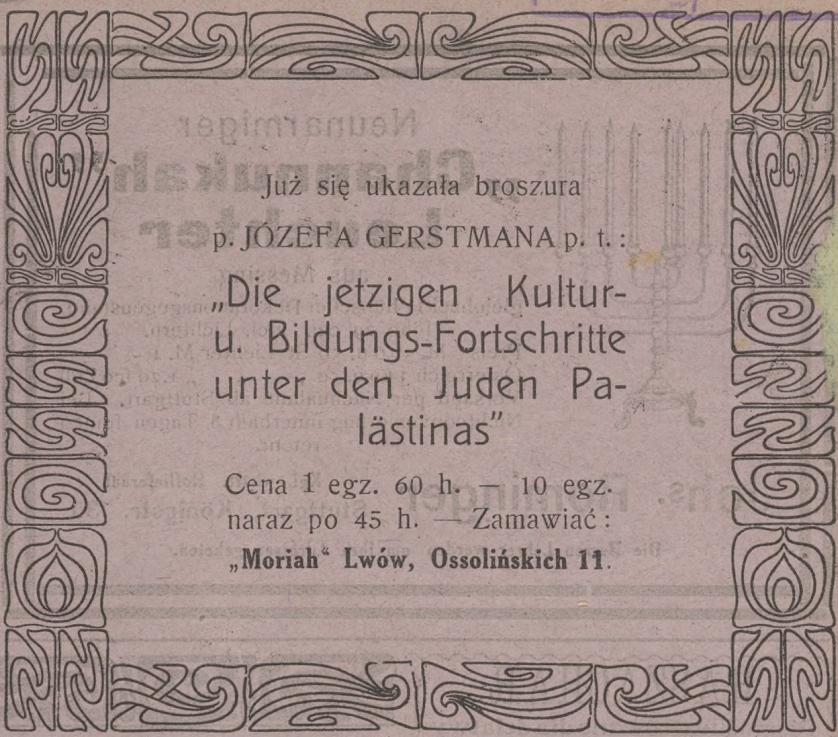 Już się ukazała broszura
p. JÓZEFA GERSTMANA p. t. :
„Die jetzigen Kultur-
u. Bildungs-Fortschritte
unter den Juden Pa-
lästinas”
Cena 1 egz. 60 h. — 10 egz.
naraz po 45 h. — Zamawiać :
„Moriah“ Lwów, Ossolińskich 11.